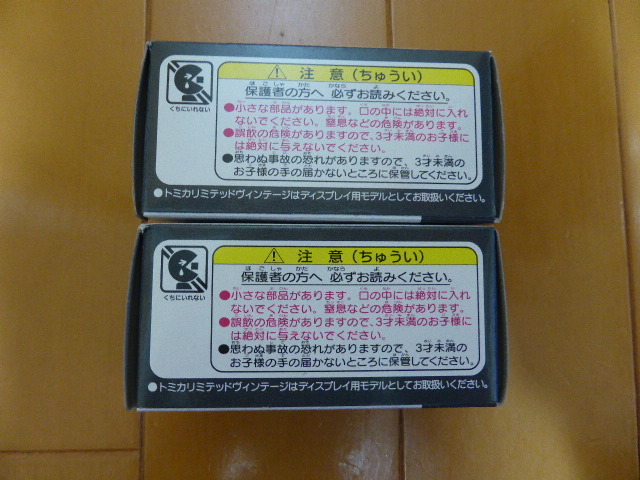 ⚠ 注意（ちゅうい）
保護者の方へ 必ずお読みください。
●小さな部品があります。口の中には絶対に入れ
ないでください。窒息などの危険があります。
●誤飲の危険がありますので、3才未満のお子様に
は絶対に与えないでください。
●思わぬ事故の恐れがありますので、3才未満の
お子様の手の届かないところに保管してください。
くちにいれない
●トミカリミテッドヴィンテージはディスプレイ用モデルとしてお取扱いください。
⚠ 注意（ちゅうい）
保護者の方へ 必ずお読みください。
●小さな部品があります。口の中には絶対に入れ
ないでください。窒息などの危険があります。
●誤飲の危険がありますので、3才未満のお子様に
は絶対に与えないでください。
●思わぬ事故の恐れがありますので、3才未満の
お子様の手の届かないところに保管してください。
くちにいれない
●トミカリミテッドヴィンテージはディスプレイ用モデルとしてお取扱いください。